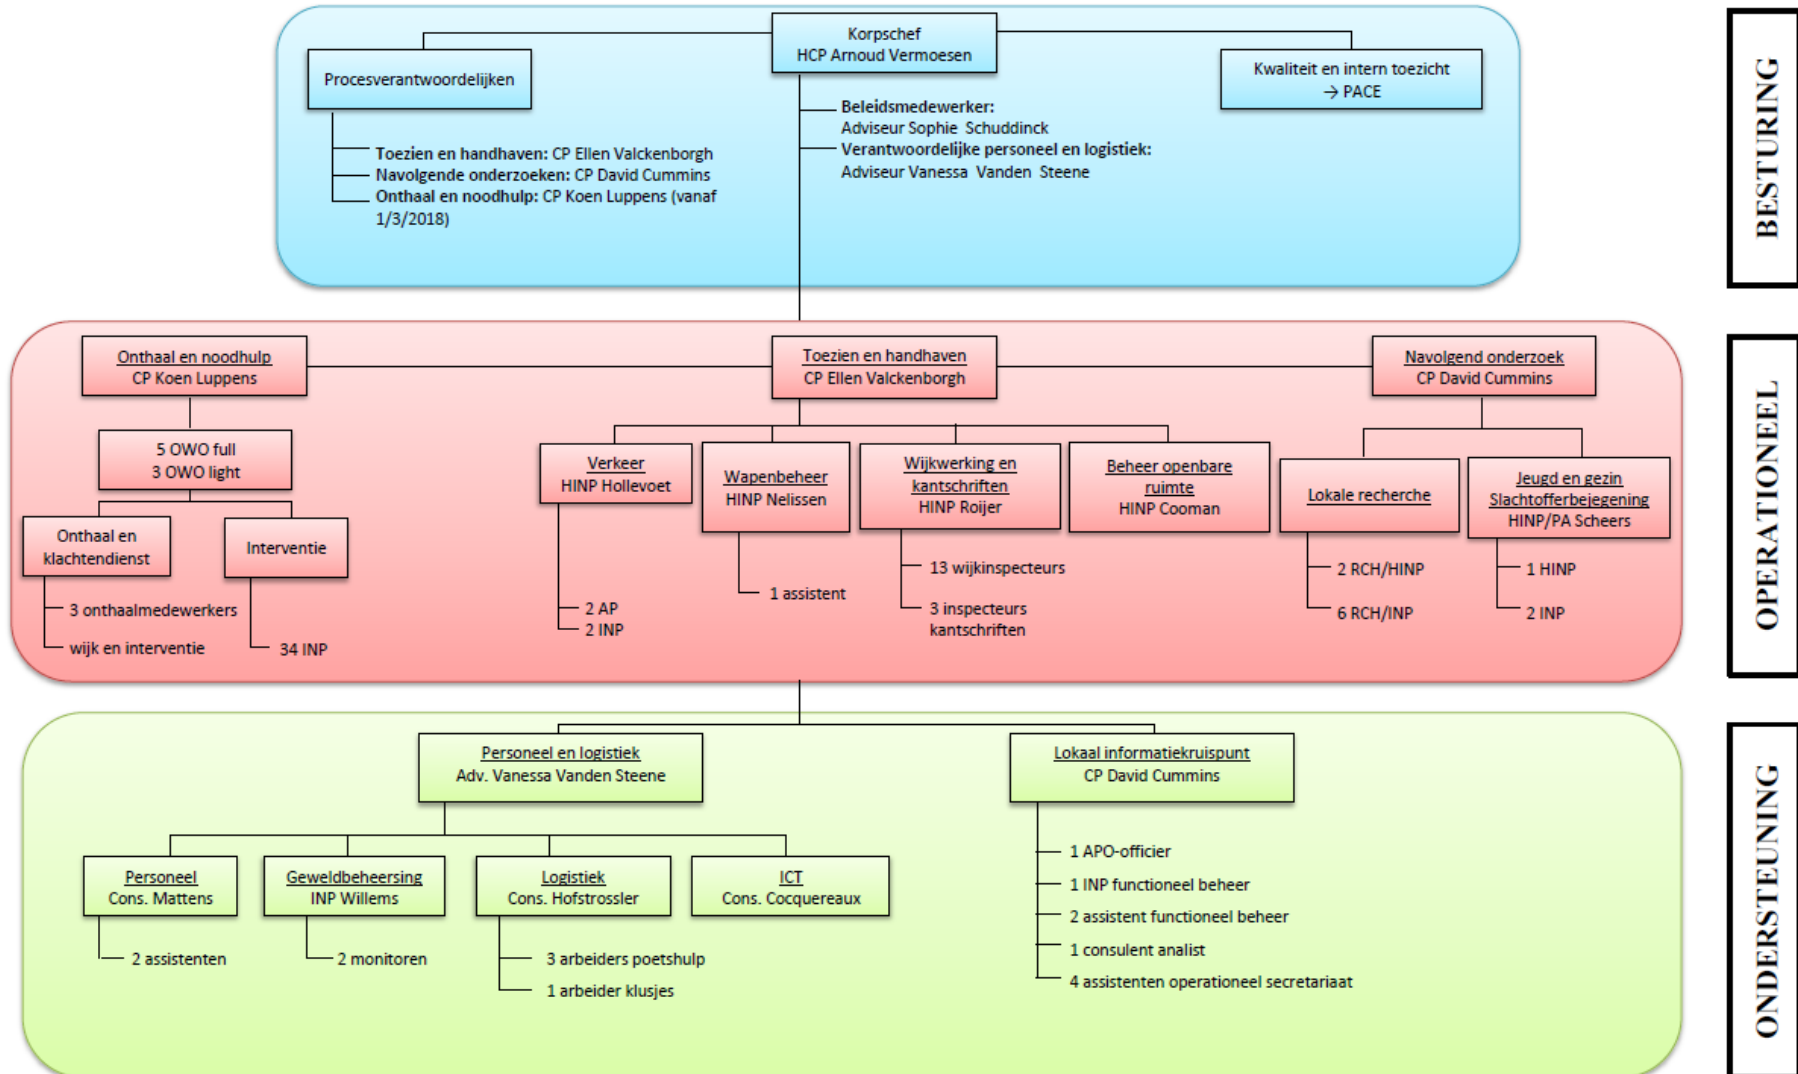 Korpschef
HCP Arnoud Vermoesen
Procesverantwoordelijken
Kwaliteit en intern toezicht
→ PACE
Beleidsmedewerker:
Adviseur Sophie Schuddinck
Verantwoordelijke personeel en logistiek:
Adviseur Vanessa Vanden Steene
Toezien en handhaven: CP Ellen Valckenborgh
Navolgende onderzoeken: CP David Cummins
Onthaal en noodhulp: CP Koen Luppens (vanaf
1/3/2018)
BESTURING
Onthaal en noodhulp
CP Koen Luppens
Toezien en handhaven
CP Ellen Valckenborgh
Navolgend onderzoek
CP David Cummins
5 OWO full
3 OWO light
Onthaal en
klachtendienst
Interventie
3 onthaalmedewerkers
wijk en interventie
34 INP
Verkeer
HINP Hollevoet
2 AP
2 INP
Wapenbeheer
HINP Nelissen
1 assistent
Wijkwerking en
kantschriften
HINP Roijer
13 wijkinspecteurs
3 inspecteurs
kantschriften
Beheer openbare
ruimte
HINP Cooman
Lokale recherche
2 RCH/HINP
6 RCH/INP
Jeugd en gezin
Slachtofferbejegening
HINP/PA Scheers
1 HINP
2 INP
OPERATIONEEL
Personeel en logistiek
Adv. Vanessa Vanden Steene
Lokaal informatiekruispunt
CP David Cummins
Personeel
Cons. Mattens
2 assistenten
Geweldbeheersing
INP Willems
2 monitoren
Logistiek
Cons. Hofstrossler
3 arbeiders poetshulp
1 arbeider klusjes
ICT
Cons. Cocquereaux
1 APO-officier
1 INP functioneel beheer
2 assistent functioneel beheer
1 consulent analist
4 assistenten operationeel secretariaat
ONDERSTEUNING